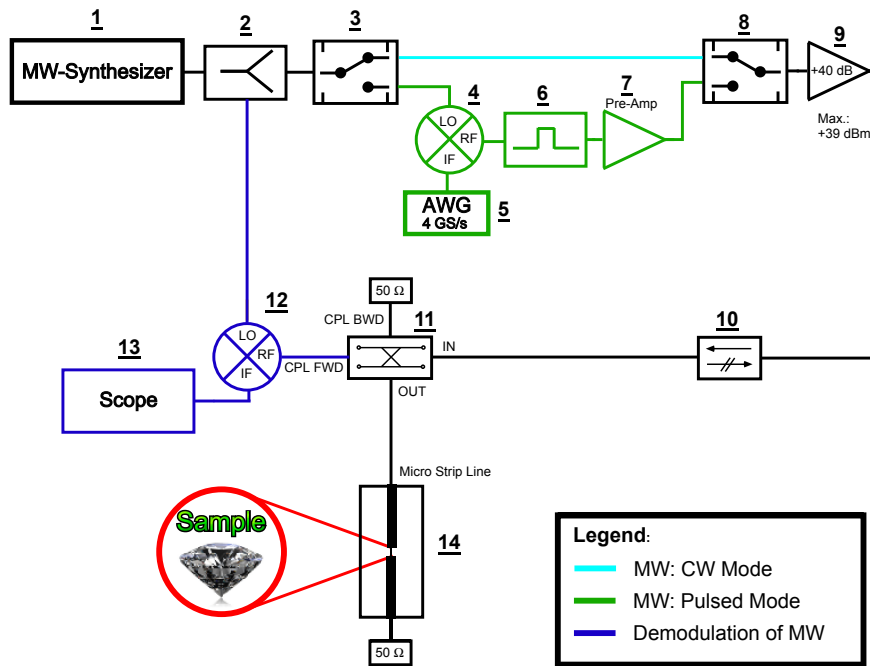 1
2
3
8
9
MW-Synthesizer
+40 dB
Max.:
+39 dBm
4
6
7
Pre-Amp
LO
RF
IF
AWG
4 GS/s
5
50 Ω
CPL BWD
11
IN
10
12
LO
RF
IF
CPL FWD
OUT
13
Scope
Micro Strip Line
Sample
14
50 Ω
Legend:
MW: CW Mode
MW: Pulsed Mode
Demodulation of MW